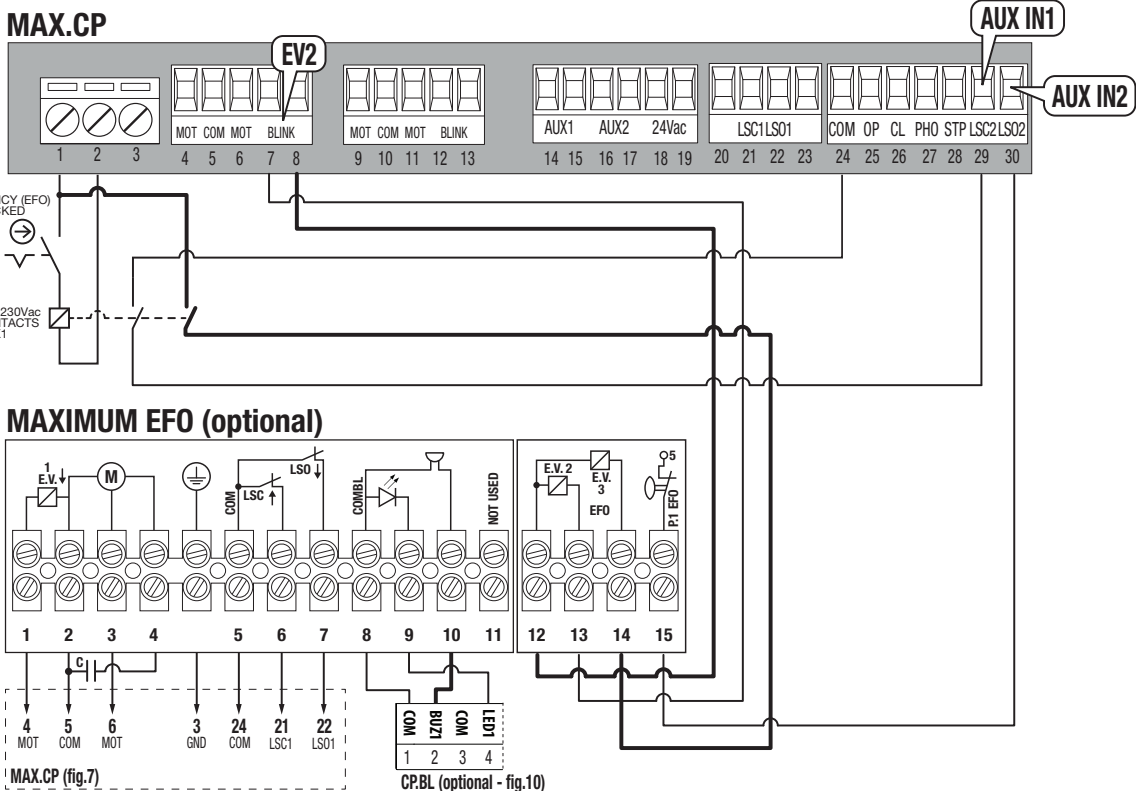 MAX.CP
AUX IN1
AUX IN2
EV2
MOT COM MOT BLINK
MOT COM MOT BLINK
AUX1 AUX2 24Vac
LSC1 LSO1
COM OP CL PHO STP LSC2 LSO2
1 2 3
4 5 6 7 8
9 10 11 12 13
14 15 16 17 18 19
20 21 22 23
24 25 26 27 28 29 30
(EFO)
230Vac
MAXIMUM EFO (optional)
1
E.V.
M
COM
LSC
LSO
COMBL
NOT USED
E.V. 2
E.V.
3
EFO
5
P.1 EFO
1 2 3 4 5 6 7 8 9 10 11
12 13 14 15
C
4 5 6 3 24 21 22
MOT COM MOT GND COM LSC1 LSO1
MAX.CP (fig.7)
COM BUZ1 COM LED1
1 2 3 4
CP.BL (optional - fig.10)